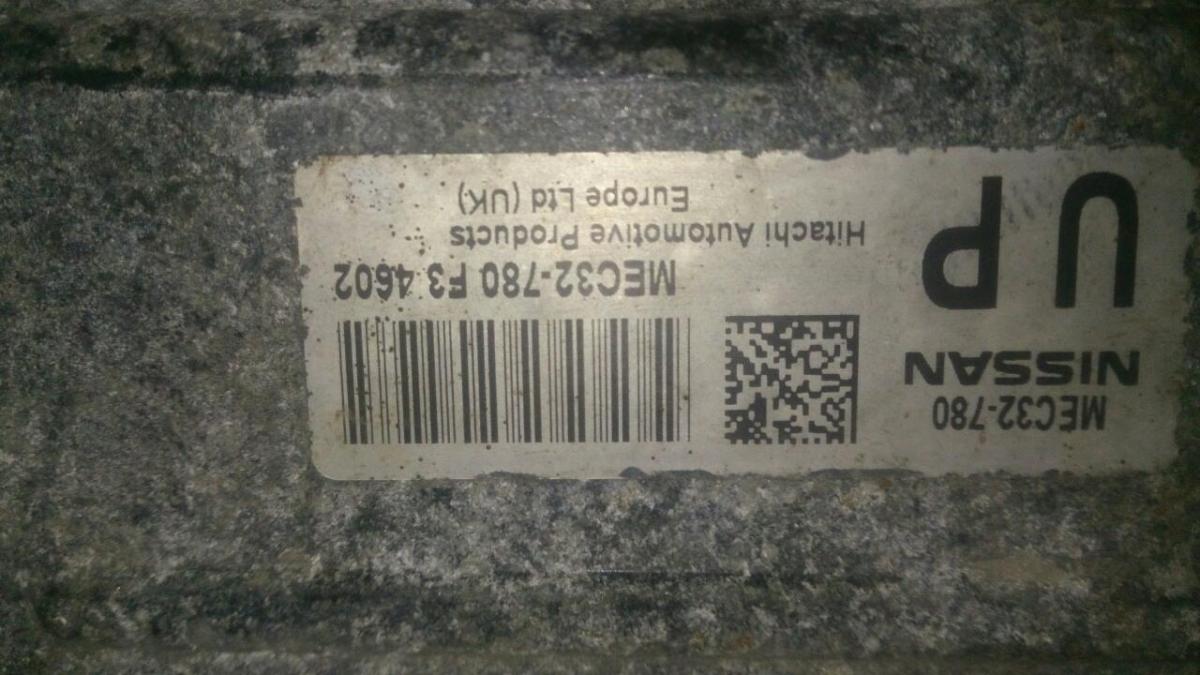 MEC32-780
NISSAN
UP
MEC32-780 F3 4602
Hitachi Automotive Products
Europe Ltd (UK)